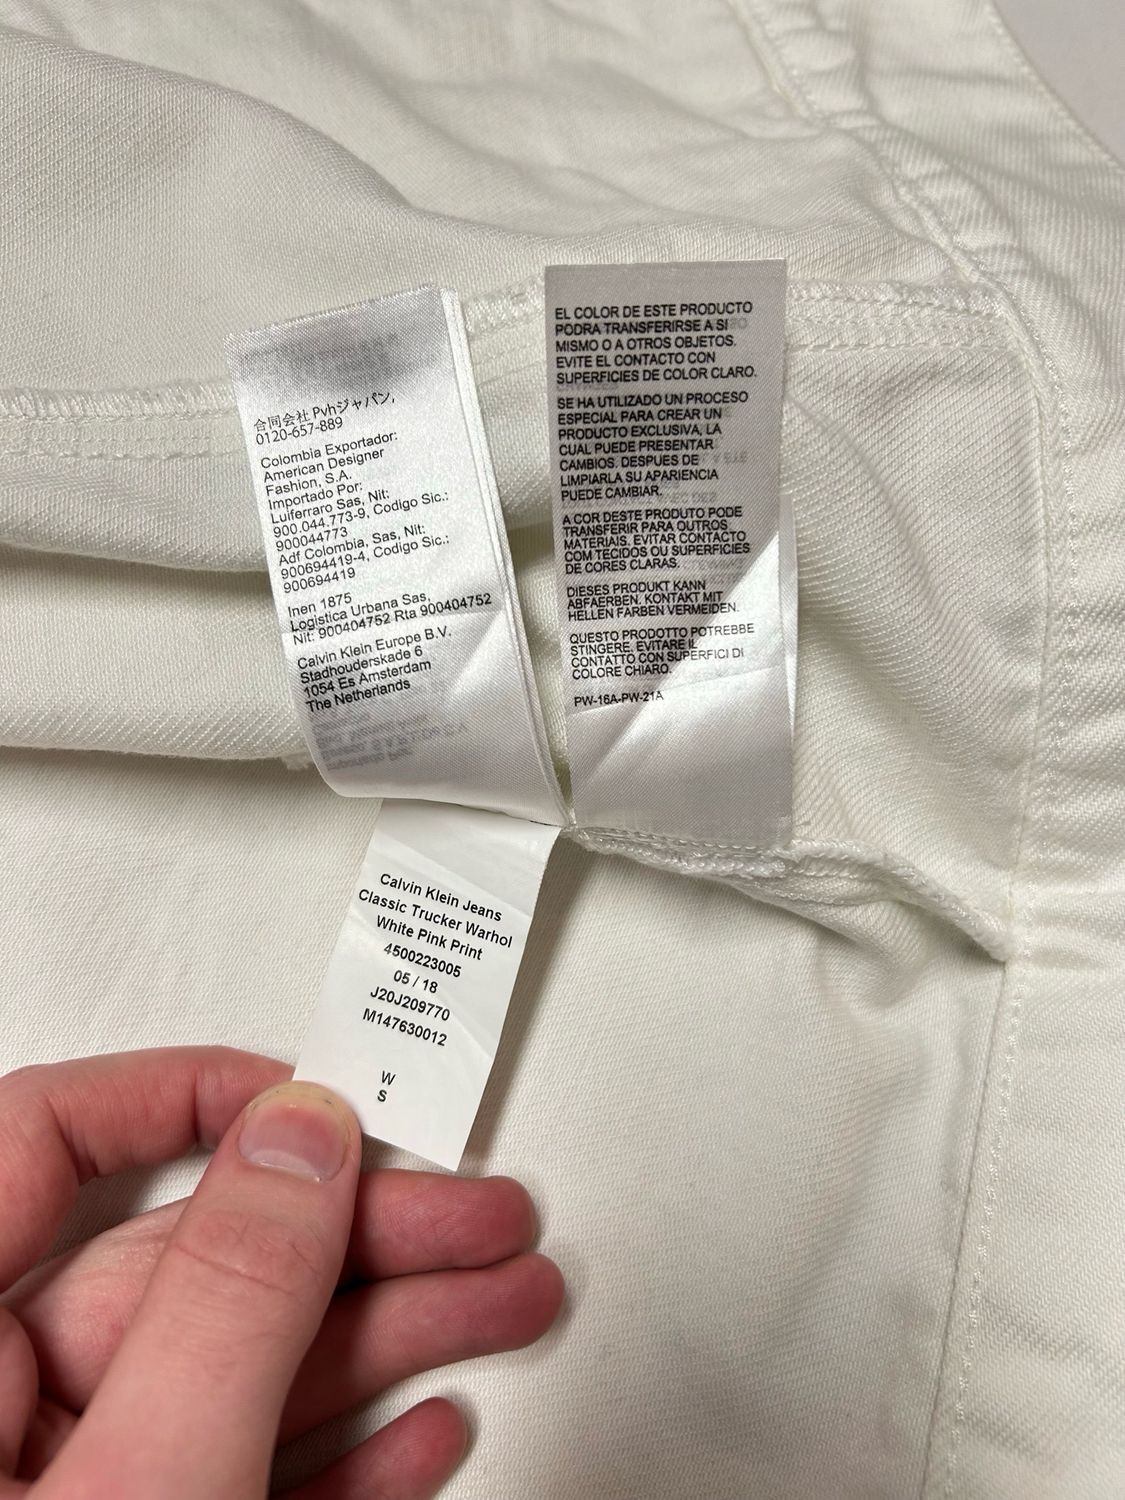 合同会社 Pvhジャパン,
0120-657-889
Colombia Exportador:
American Designer
Fashion, S.A.
Importado Por:
Luiferraro Sas, Nit:
900.044.773-9, Codigo Sic.:
900044773
Adf Colombia, Sas, Nit:
900694419-4, Codigo Sic.:
900694419
Inen 1875
Logistica Urbana Sas,
Nit: 900404752 Rta 900404752
Calvin Klein Europe B.V.
Stadhouderskade 6
1054 Es Amsterdam
The Netherlands
EL COLOR DE ESTE PRODUCTO
PODRA TRANSFERIRSE A SI
MISMO O A OTROS OBJETOS.
EVITE EL CONTACTO CON
SUPERFICIES DE COLOR CLARO.
SE HA UTILIZADO UN PROCESO
ESPECIAL PARA CREAR UN
PRODUCTO EXCLUSIVA, LA
CUAL PUEDE PRESENTAR
CAMBIOS. DESPUES DE
LIMPIARLA SU APARIENCIA
PUEDE CAMBIAR.
A COR DESTE PRODUTO PODE
TRANSFERIR PARA OUTROS
MATERIAIS. EVITAR CONTACTO
COM TECIDOS OU SUPERFICIES
DE CORES CLARAS.
DIESES PRODUKT KANN
ABFAERBEN. KONTAKT MIT
HELLEN FARBEN VERMEIDEN.
QUESTO PRODOTTO POTREBBE
STINGERE. EVITARE IL
CONTATTO CON SUPERFICI DI
COLORE CHIARO.
PW-16A-PW-21A
Calvin Klein Jeans
Classic Trucker Warhol
White Pink Print
4500223005
05 / 18
J20J209770
M147630012
W
S